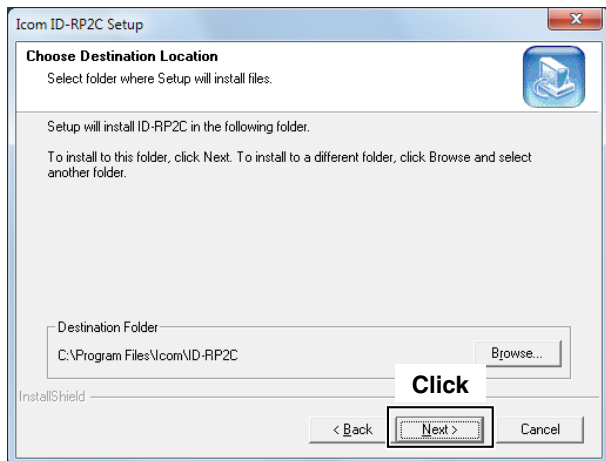 Icom ID-RP2C Setup
Choose Destination Location
Select folder where Setup will install files.
Setup will install ID-RP2C in the following folder.
To install to this folder, click Next. To install to a different folder, click Browse and select
another folder.
Destination Folder
C:\Program Files\Icom\ID-RP2C
Browse...
Click
InstallShield
< Back
Next >
Cancel